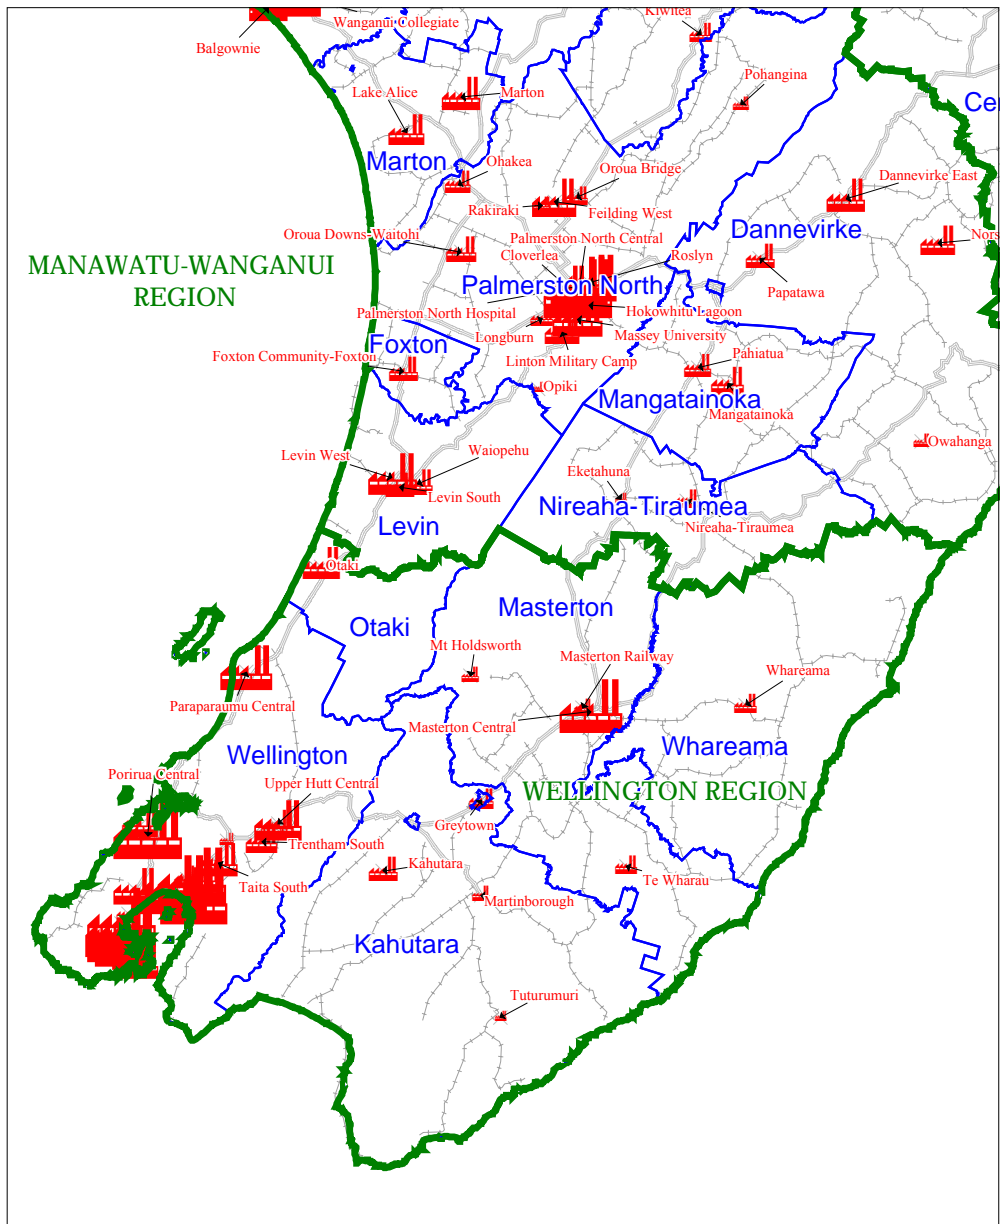 Kiwitea
Wanganui Collegiate
Balgownie
Pohangina
Lake Alice
Marton
Cer
Marton
Ohakea
Oroua Bridge
Dannevirke East
Rakiraki
Feilding West
Dannevirke
Oroua Downs-Waitohi
Palmerston North Central
Nors
Cloverlea
Roslyn
MANAWATU-WANGANUI
REGION
Palmerston North
Papatawa
Palmerston North Hospital
Hokowhitu Lagoon
Longburn
Massey University
Foxton
Foxton Community-Foxton
Linton Military Camp
Pahiatua
Opiki
Mangatainoka
Mangatainoka
Owahanga
Levin West
Waiopehu
Eketahuna
Levin South
Nireaha-Tiraumea
Levin
Nireaha-Tiraumea
Otaki
Masterton
Otaki
Mt Holdsworth
Masterton Railway
Whareama
Paraparaumu Central
Masterton Central
Wellington
Whareama
Porirua Central
Upper Hutt Central
WELLINGTON REGION
Greytown
Trentham South
Kahutara
Te Wharau
Taita South
Martinborough
Kahutara
Tuturumuri